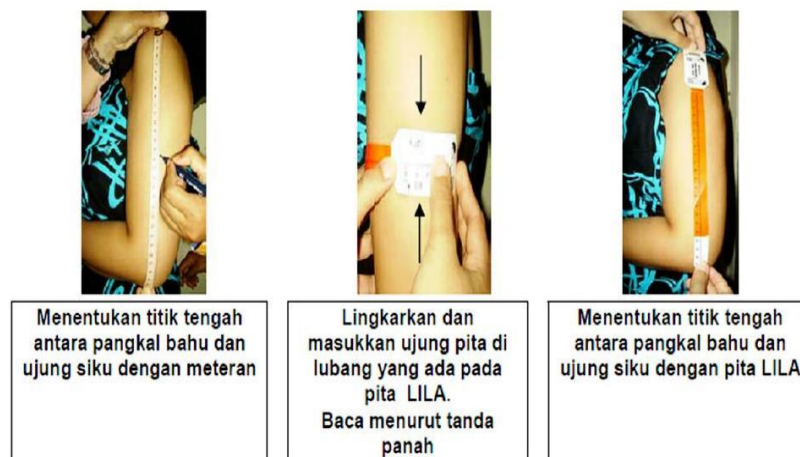 Menentukan titik tengah
antara pangkal bahu dan
ujung siku dengan meteran
Lingkarkan dan
masukkan ujung pita di
lubang yang ada pada
pita LILA.
Baca menurut tanda
panah
Menentukan titik tengah
antara pangkal bahu dan
ujung siku dengan pita LILA